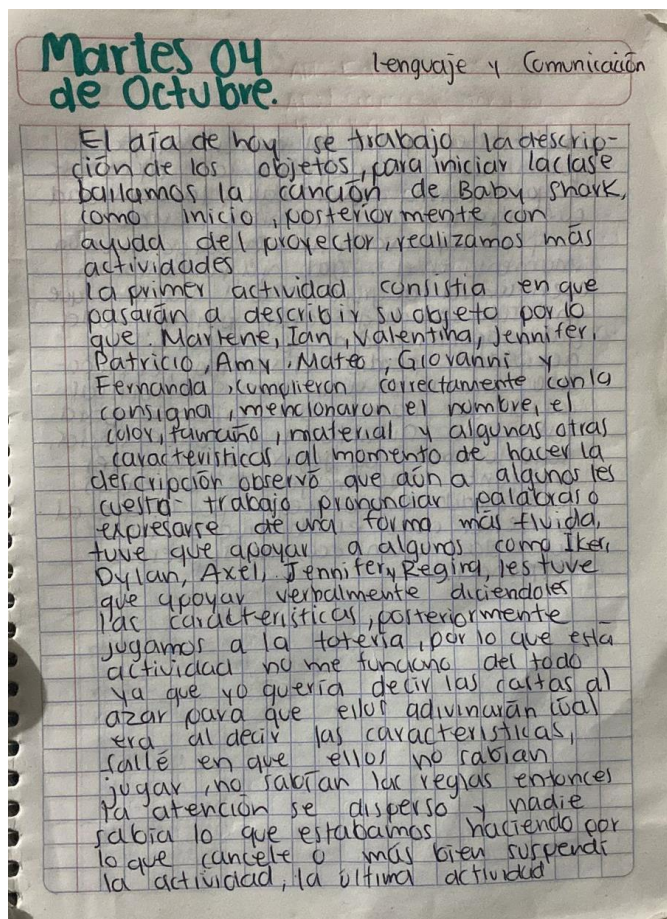 Martes 04 de Octubre.
Lenguaje y Comunicación
El día de hoy se trabajo la descrip-
ción de los objetos, para iniciar la clase
bailamos la canción de Baby Shark,
como inicio, posteriormente con
ayuda del proyector, realizamos más
actividades
la primer actividad consistia en que
pasarán a describir su objeto por lo
que. Marlene, Ian, Valentina, Jennifer,
Patricio, Amy, Mateo, Giovanni y
Fernanda, cumplieron correctamente con la
consigna, mencionaron el nombre, el
color, tamaño, material y algunas otras
características, al momento de hacer la
descripción observó que aún a algunos les
cuesta trabajo pronunciar palabras o
expresarse de una forma más fluida,
tuve que apoyar a algunos como Iker,
Dylan, Axel, Jennifer y Regina, les tuve
que apoyar verbalmente diciendoles
las características, posteriormente
jugamos a la lotería, por lo que está
actividad no me funciono del todo
ya que yo quería decir las cartas al
azar para que ellos adivinarán cual
era al decir las características,
fallé en que ellos no sabían
jugar, no sabían las reglas entonces
la atención se disperso y nadie
sabia lo que estabamos haciendo por
lo que cancele o más bien suspendi
la actividad, la última actividad